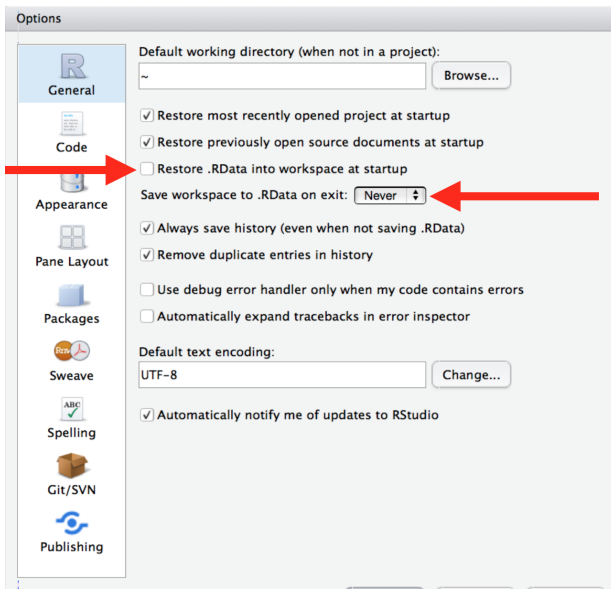 Options
General
Code
Appearance
Pane Layout
Packages
Rnw
Sweave
ABC
Spelling
Git/SVN
Publishing
Default working directory (when not in a project):
~
Browse...
Restore most recently opened project at startup
Restore previously open source documents at startup
Restore .RData into workspace at startup
Save workspace to .RData on exit: Never
Always save history (even when not saving .RData)
Remove duplicate entries in history
Use debug error handler only when my code contains errors
Automatically expand tracebacks in error inspector
Default text encoding:
UTF-8
Change...
Automatically notify me of updates to RStudio